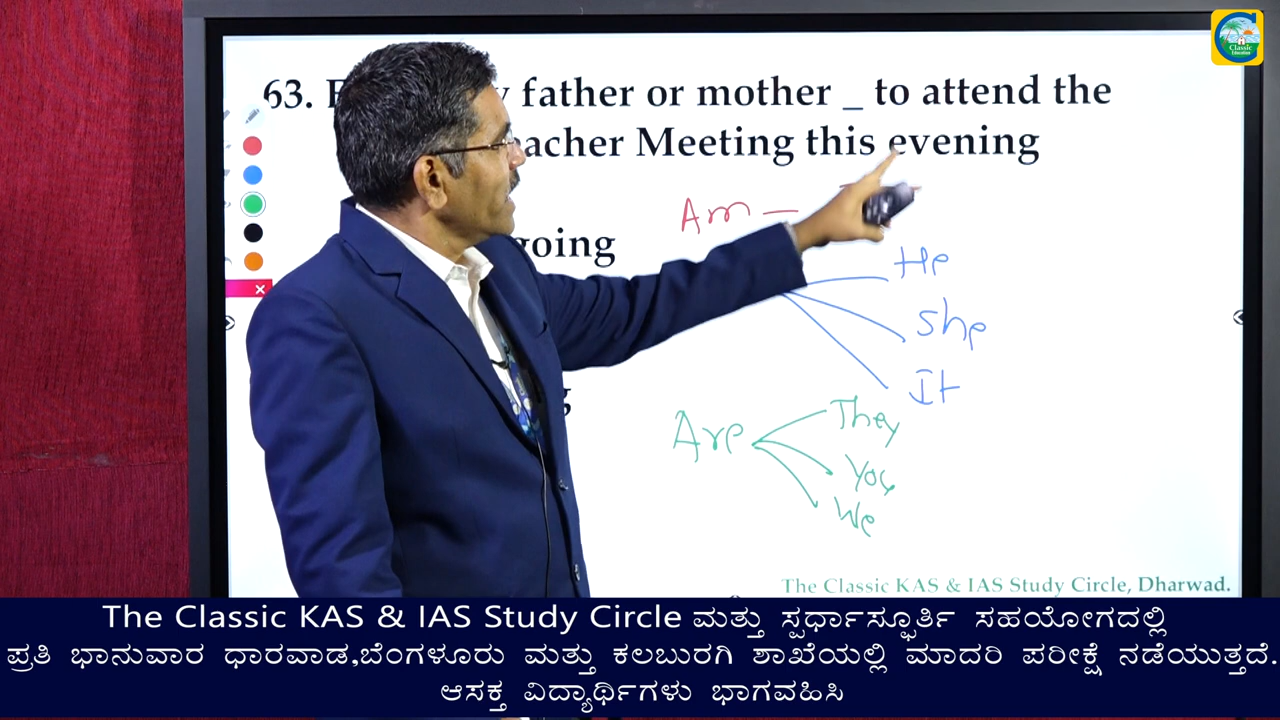 63. father or mother _ to attend the
Meeting this evening
going
Am —
He
She
It
Are
They
You
We
The Classic KAS & IAS Study Circle, Dharwad.
Classic
Education
The Classic KAS & IAS Study Circle ಮತ್ತು ಸ್ಪರ್ಧಾಸ್ಫೂರ್ತಿ ಸಹಯೋಗದಲ್ಲಿ
ಪ್ರತಿ ಭಾನುವಾರ ಧಾರವಾಡ,ಬೆಂಗಳೂರು ಮತ್ತು ಕಲಬುರಗಿ ಶಾಖೆಯಲ್ಲಿ ಮಾದರಿ ಪರೀಕ್ಷೆ ನಡೆಯುತ್ತದೆ.
ಆಸಕ್ತ ವಿದ್ಯಾರ್ಥಿಗಳು ಭಾಗವಹಿಸಿ